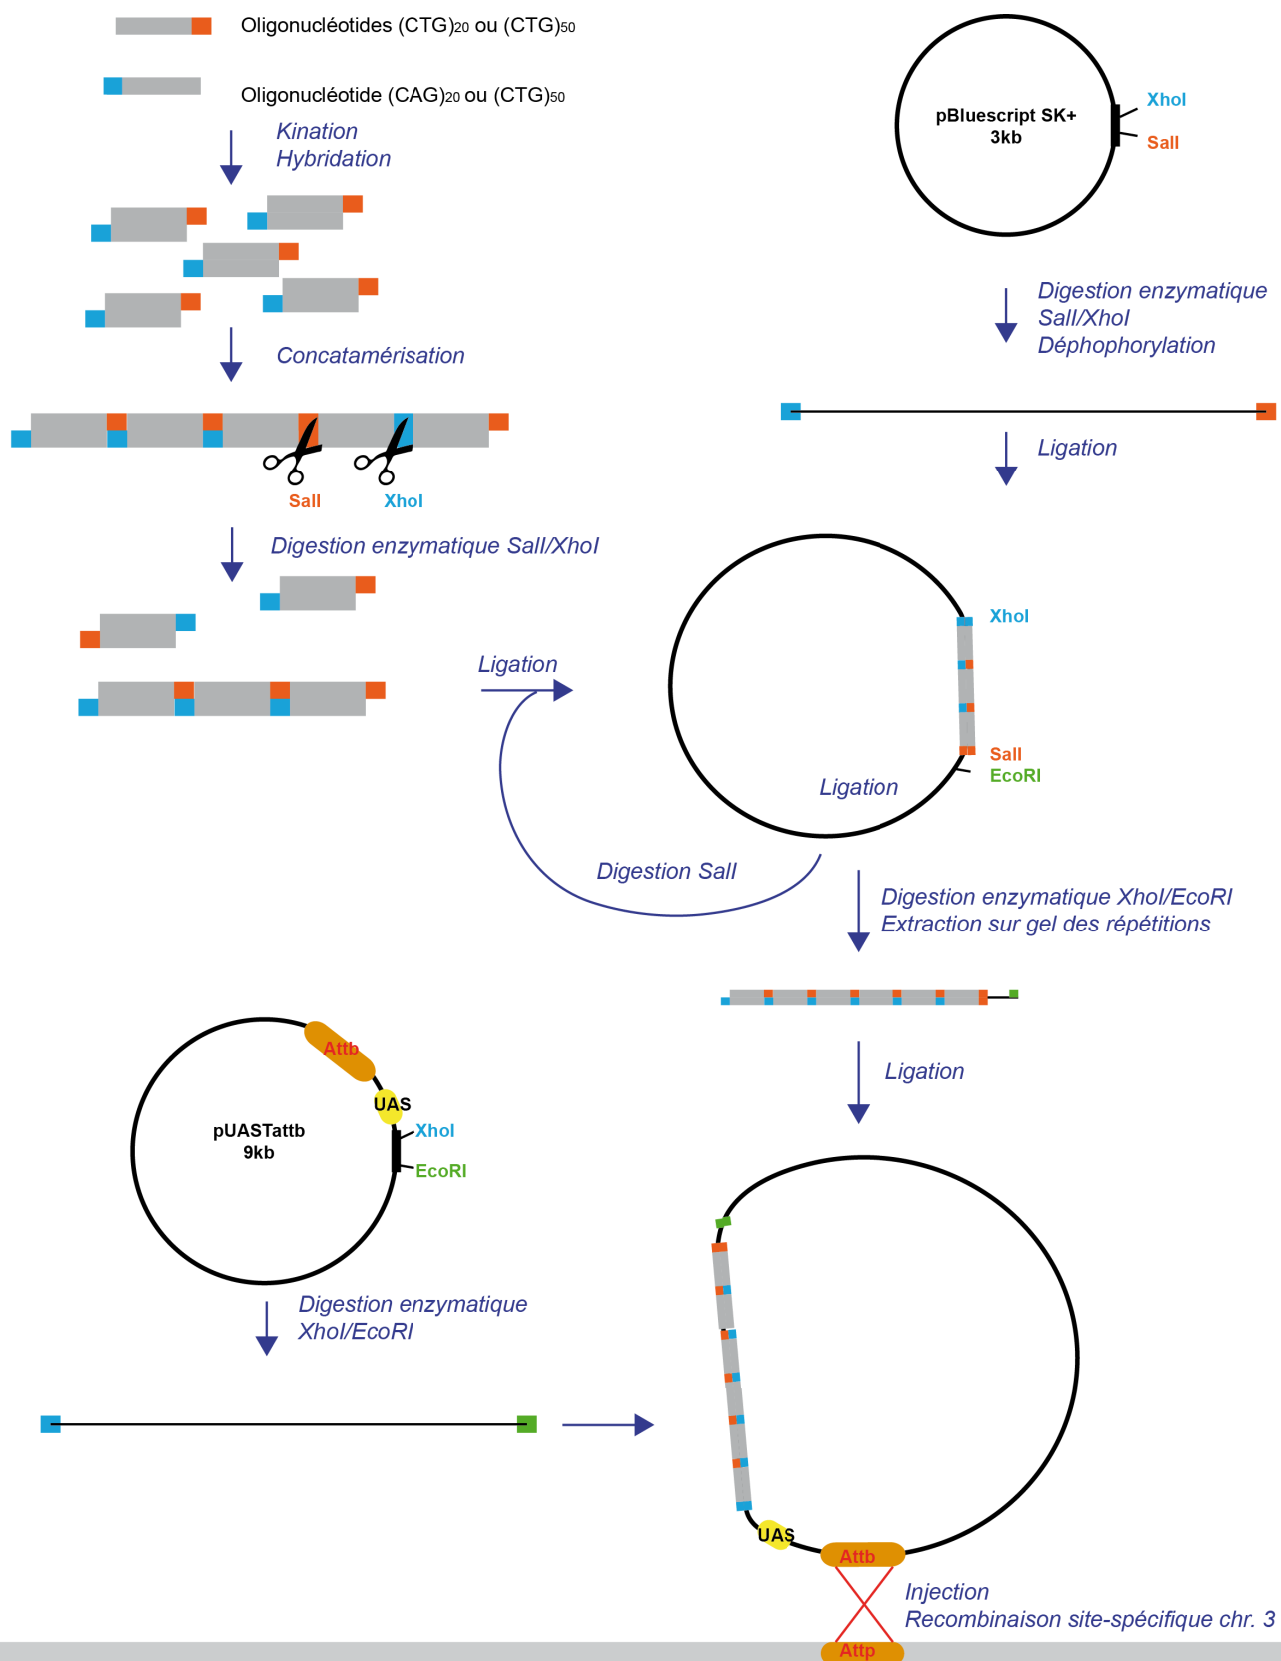 Oligonucléotides (CTG)20 ou (CTG)50
Oligonucléotide (CAG)20 ou (CTG)50
Kination
Hybridation
pBluescript SK+
3kb
XhoI
SalI
Concatamérisation
Digestion enzymatique
SalI/XhoI
Déphophorylation
SalI
XhoI
Ligation
Digestion enzymatique SalI/XhoI
Ligation
XhoI
SalI
EcoRI
Ligation
Digestion SalI
Digestion enzymatique XhoI/EcoRI
Extraction sur gel des répétitions
Ligation
Attb
UAS
pUASTattb
9kb
XhoI
EcoRI
Digestion enzymatique
XhoI/EcoRI
UAS
Attb
Injection
Recombinaison site-spécifique chr. 3
Attp